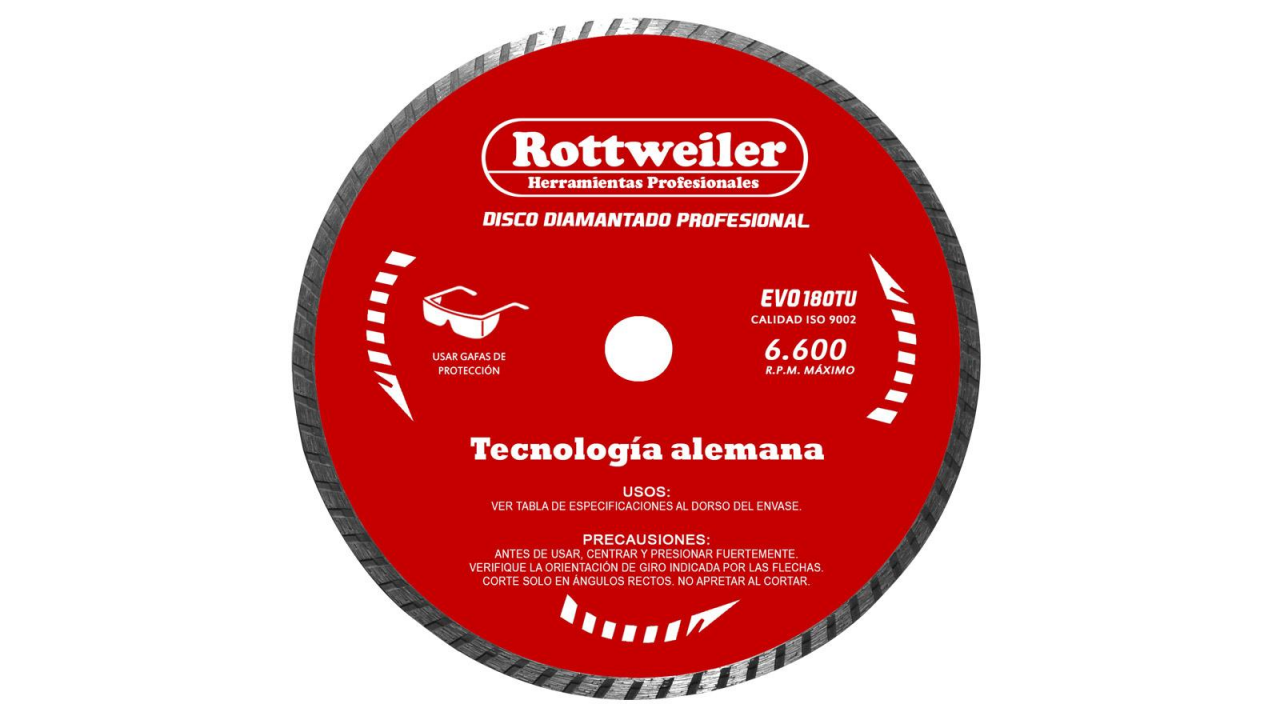 Rottweiler
Herramientas Profesionales
DISCO DIAMANTADO PROFESIONAL
USAR GAFAS DE
PROTECCIÓN
EVO180TU
CALIDAD ISO 9002
6.600
R.P.M. MÁXIMO
Tecnología alemana
USOS:
VER TABLA DE ESPECIFICACIONES AL DORSO DEL ENVASE.
PRECAUSIONES:
ANTES DE USAR, CENTRAR Y PRESIONAR FUERTEMENTE.
VERIFIQUE LA ORIENTACIÓN DE GIRO INDICADA POR LAS FLECHAS.
CORTE SOLO EN ÁNGULOS RECTOS. NO APRETAR AL CORTAR.